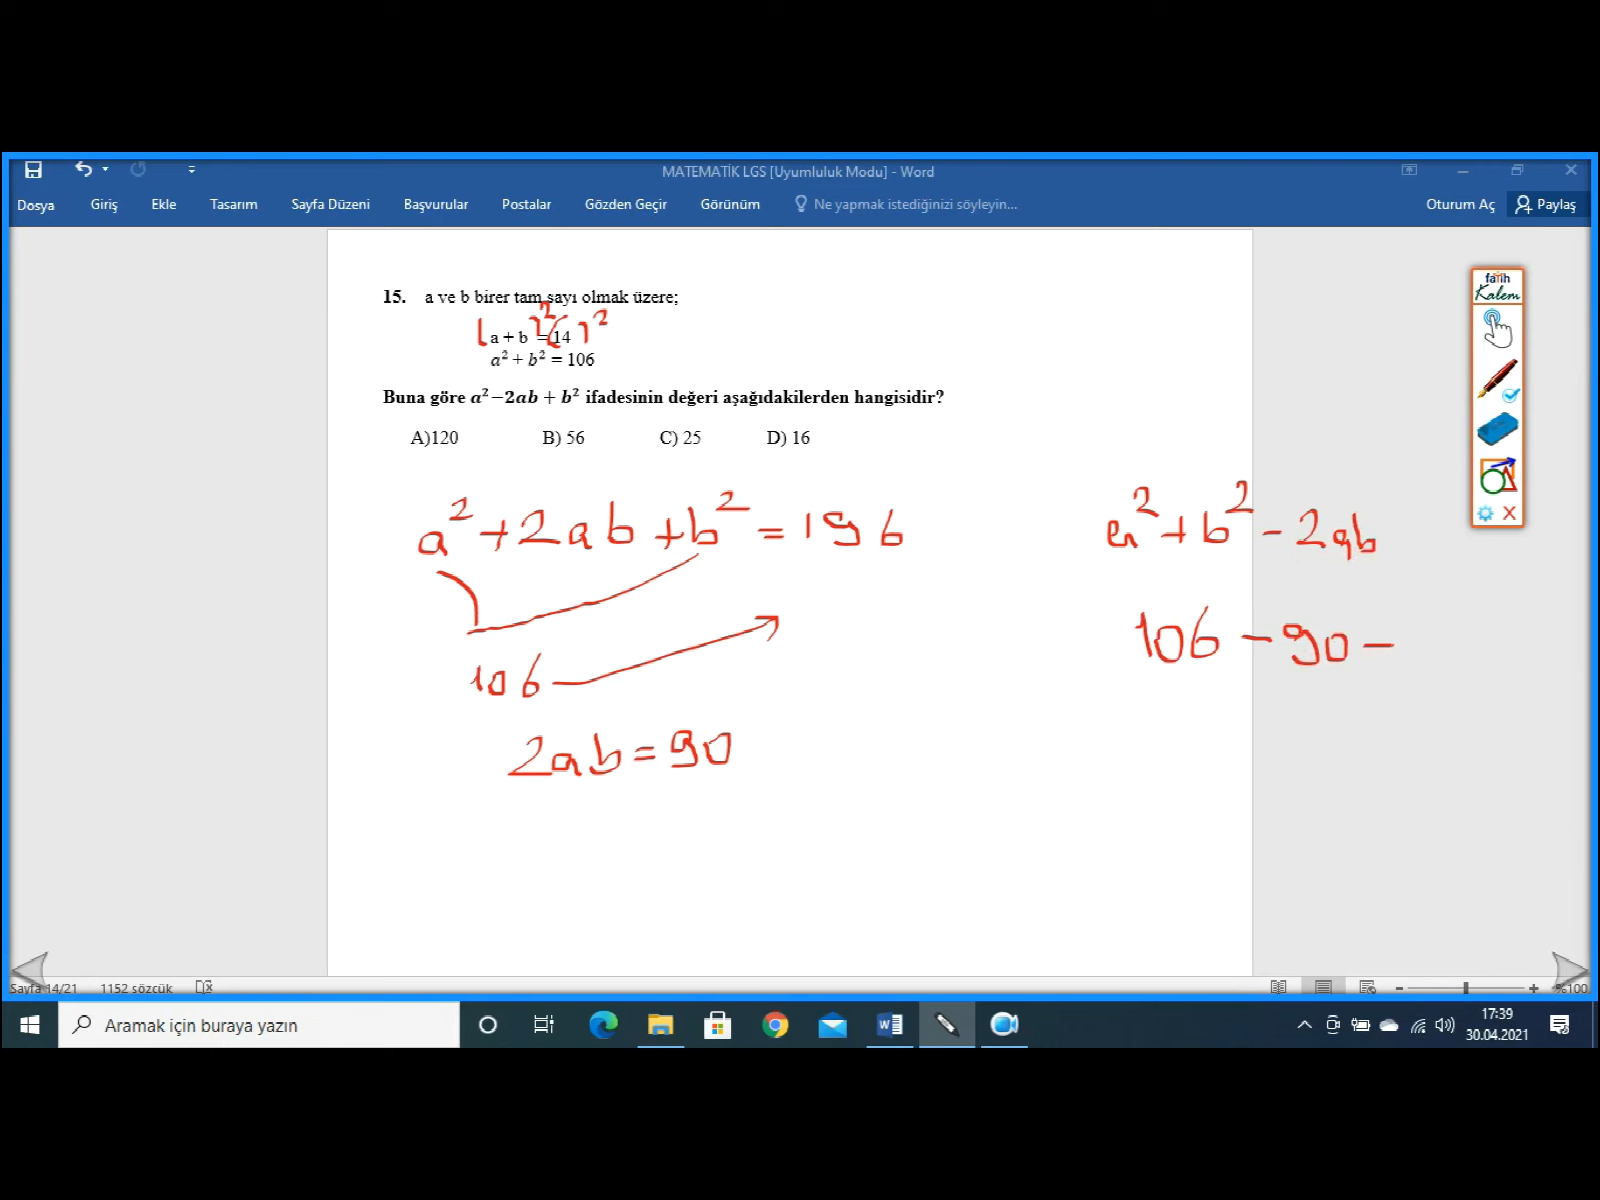 MATEMATİK LGS [Uyumluluk Modu] - Word
Dosya Giriş Ekle Tasarım Sayfa Düzeni Başvurular Postalar Gözden Geçir Görünüm Ne yapmak istediğinizi söyleyin... Oturum Aç Paylaş
fatih
Kalem
15. a ve b birer tam sayı olmak üzere;
(a + b)² = (14)²
a² + b² = 106
Buna göre a²−2ab + b² ifadesinin değeri aşağıdakilerden hangisidir?
A)120 B) 56 C) 25 D) 16
a² + 2ab + b² = 196
106
2ab = 90
a² + b² - 2ab
106 - 90 -
Sayfa 14/21 1152 sözcük %100
Aramak için buraya yazın
17:39
30.04.2021